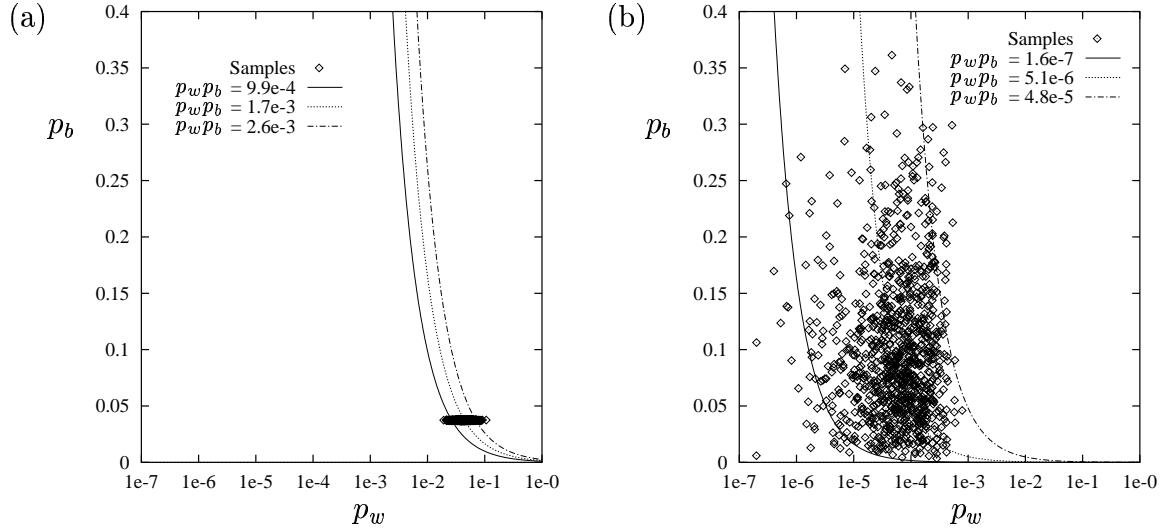 (a)
0.4
0.35
0.3
0.25
0.2
0.15
0.1
0.05
0
p_b
Samples
p_w p_b = 9.9e-4
p_w p_b = 1.7e-3
p_w p_b = 2.6e-3
1e-7 1e-6 1e-5 1e-4 1e-3 1e-2 1e-1 1e-0
p_w
(b)
0.4
0.35
0.3
0.25
0.2
0.15
0.1
0.05
0
p_b
Samples
p_w p_b = 1.6e-7
p_w p_b = 5.1e-6
p_w p_b = 4.8e-5
1e-7 1e-6 1e-5 1e-4 1e-3 1e-2 1e-1 1e-0
p_w